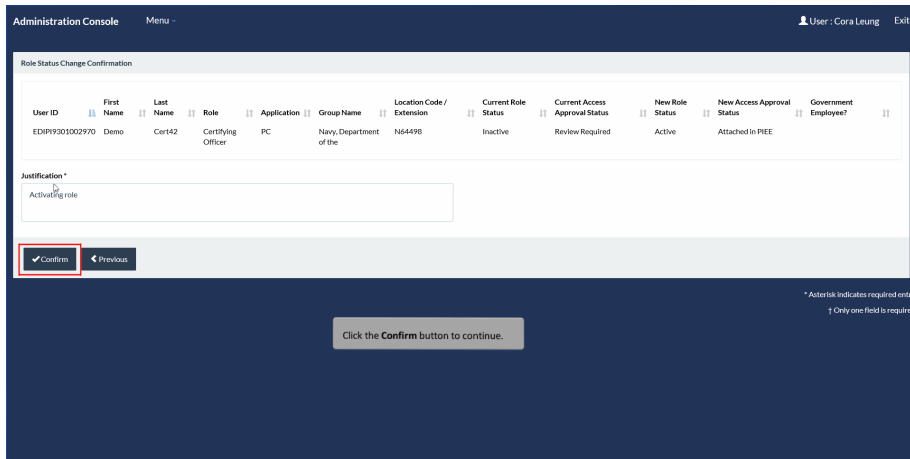 Administration Console Menu User : Cora Leung Exit
Role Status Change Confirmation
User ID First Name Last Name Role Application Group Name Location Code / Extension Current Role Status Current Access Approval Status New Role Status New Access Approval Status Government Employee?
EDIPI9301002970 Demo Cert42 Certifying Officer PC Navy, Department of the N64498 Inactive Review Required Active Attached in PIEE
Justification *
Activating role
Confirm Previous
* Asterisk indicates required entr
† Only one field is require
Click the Confirm button to continue.